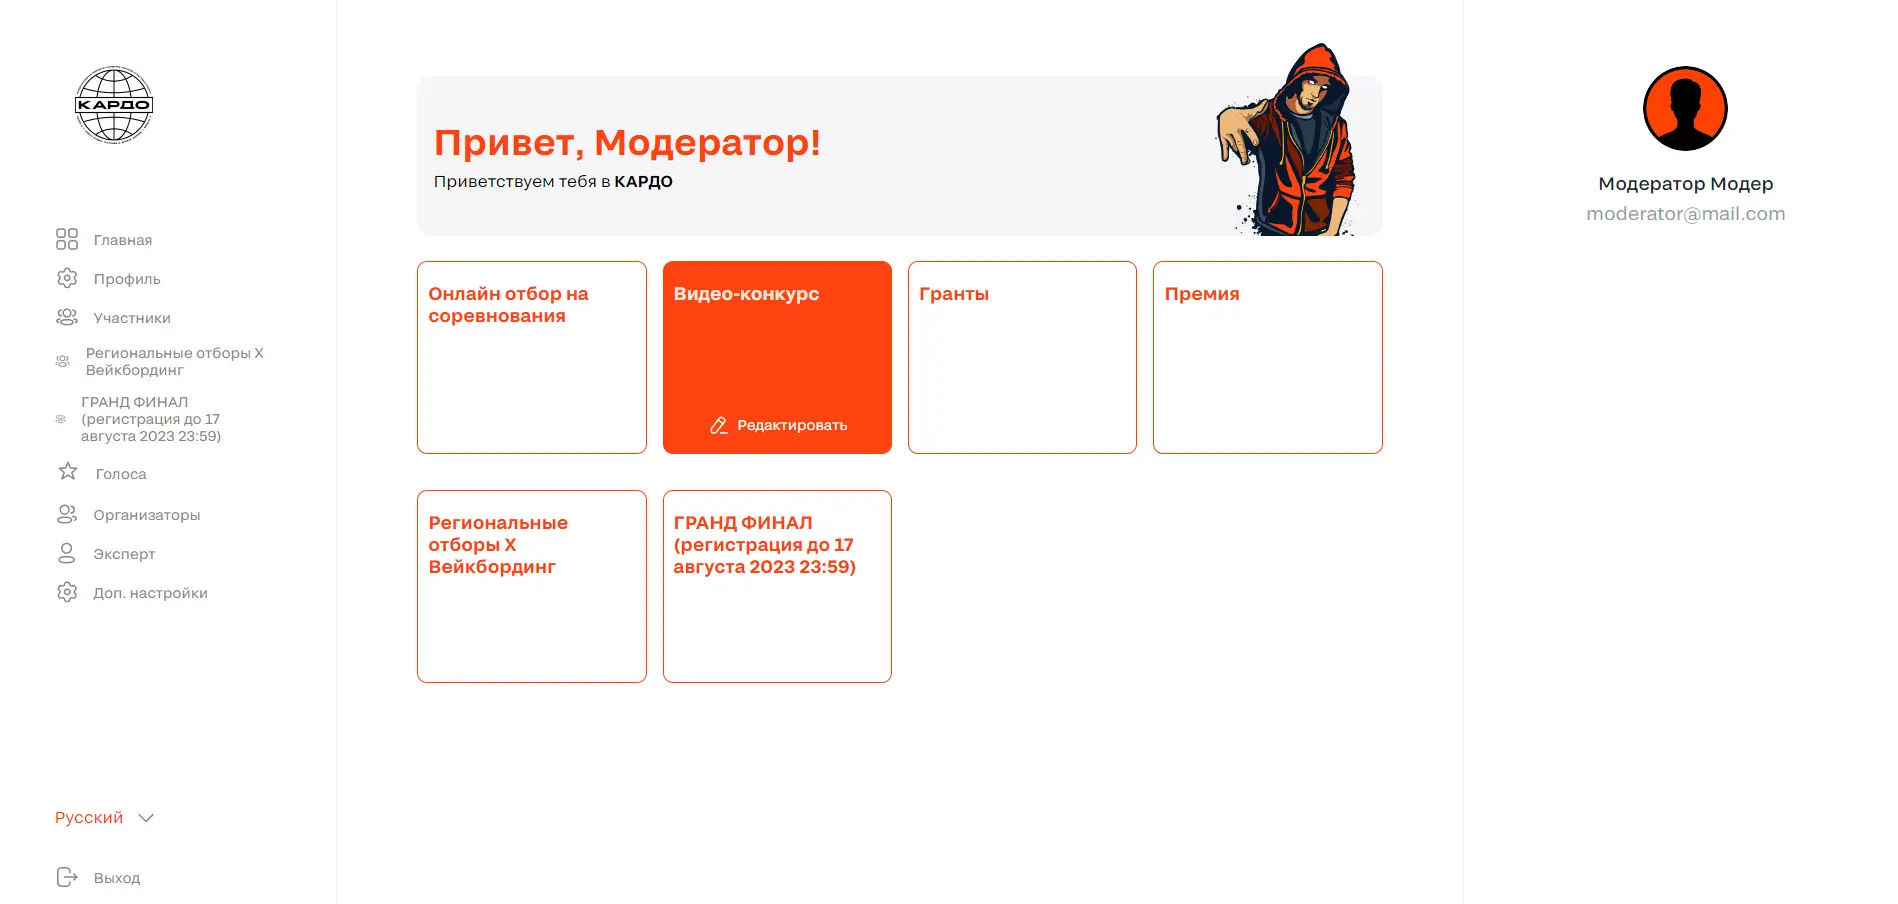 КАРДО
Главная
Профиль
Участники
Региональные отборы X
Вейкбординг
ГРАНД ФИНАЛ
(регистрация до 17
августа 2023 23:59)
Голоса
Организаторы
Эксперт
Доп. настройки
Русский
Выход
Привет, Модератор!
Приветствуем тебя в КАРДО
Онлайн отбор на
соревнования
Видео-конкурс
Редактировать
Гранты
Премия
Региональные
отборы X
Вейкбординг
ГРАНД ФИНАЛ
(регистрация до 17
августа 2023 23:59)
Модератор Модер
moderator@mail.com